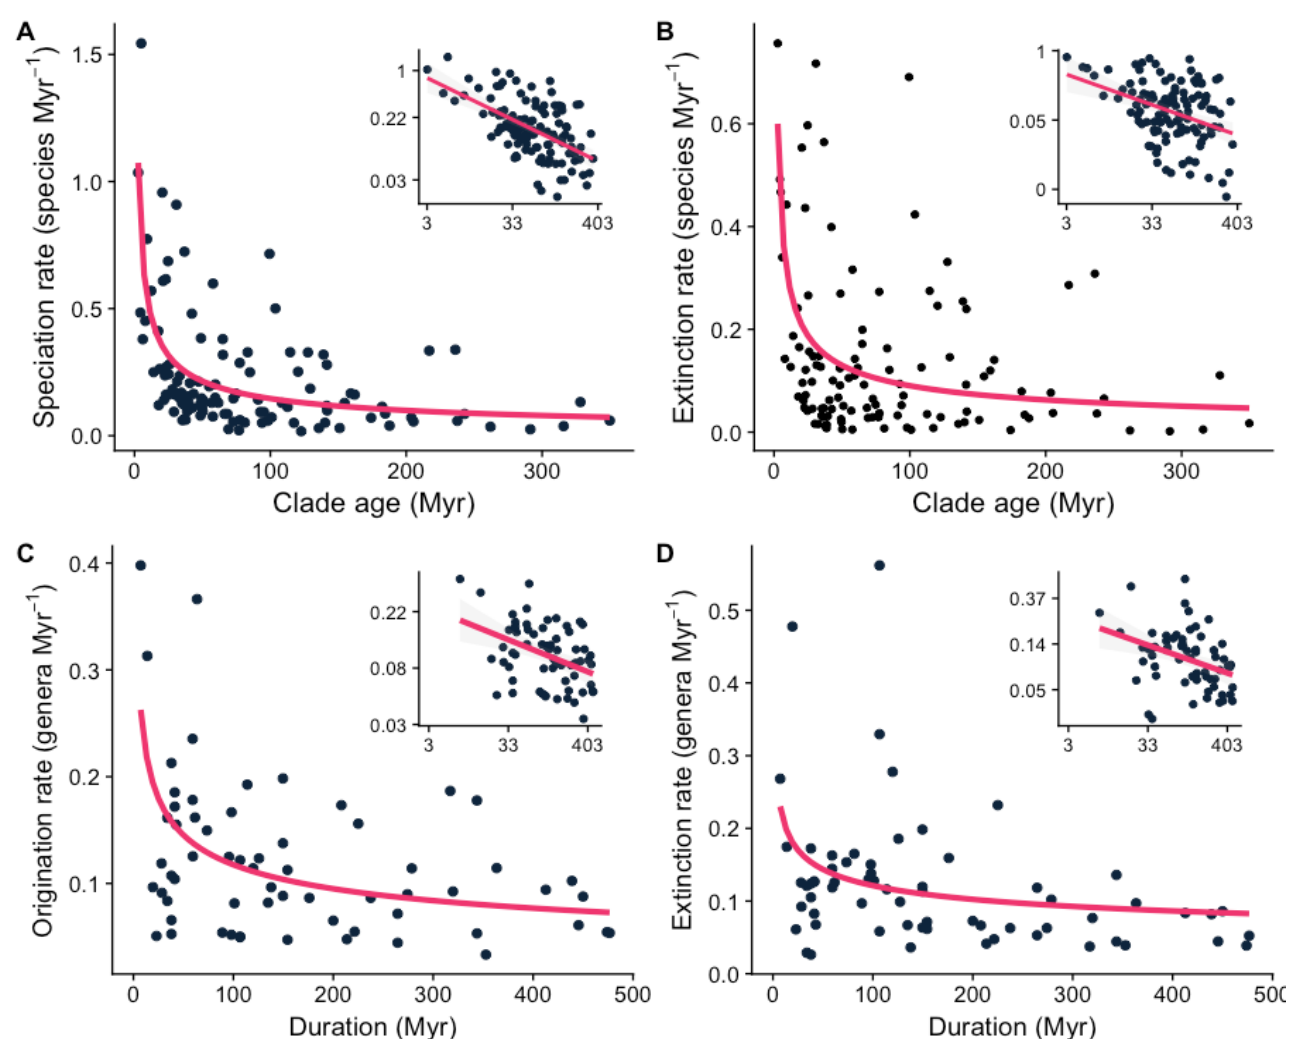 A
Speciation rate (species Myr⁻¹)
1.5
1.0
0.5
0.0
0 100 200 300
Clade age (Myr)
1
0.22
0.03
3 33 403
B
Extinction rate (species Myr⁻¹)
0.6
0.4
0.2
0.0
0 100 200 300
Clade age (Myr)
1
0.05
0
3 33 403
C
Origination rate (genera Myr⁻¹)
0.4
0.3
0.2
0.1
0 100 200 300 400 500
Duration (Myr)
0.22
0.08
0.03
3 33 403
D
Extinction rate (genera Myr⁻¹)
0.5
0.4
0.3
0.2
0.1
0.0
0 100 200 300 400 500
Duration (Myr)
0.37
0.14
0.05
3 33 403